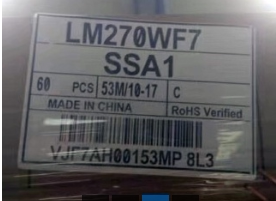 LM270WF7
SSA1
60 PCS 53M/10-17 C
MADE IN CHINA RoHS Verified
VJF7AH00153MP 8L3